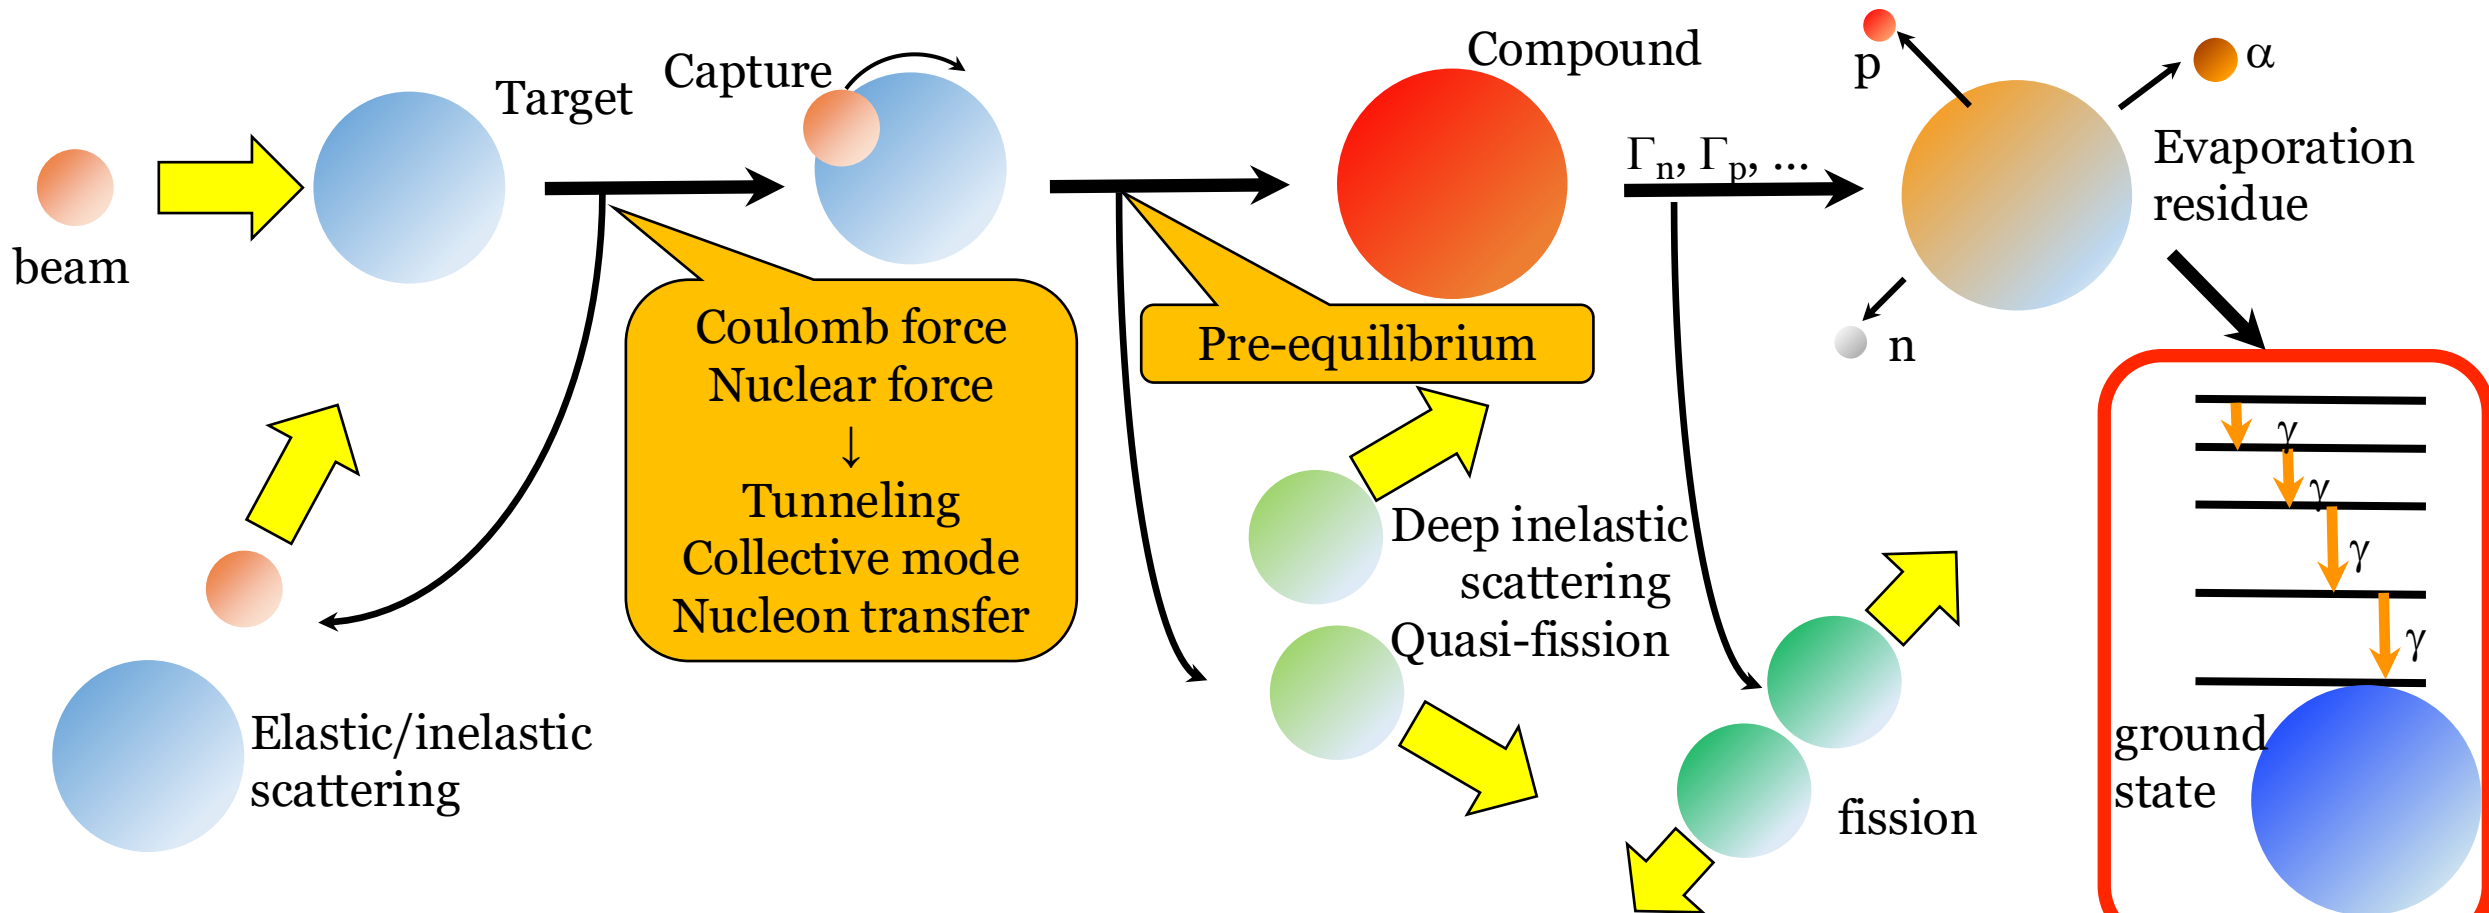 beam
Target
Capture
Coulomb force
Nuclear force
↓
Tunneling
Collective mode
Nucleon transfer
Elastic/inelastic
scattering
Pre-equilibrium
Deep inelastic
scattering
Quasi-fission
Compound
Γn, Γp, ...
fission
p
α
n
Evaporation
residue
γ
γ
γ
γ
ground
state